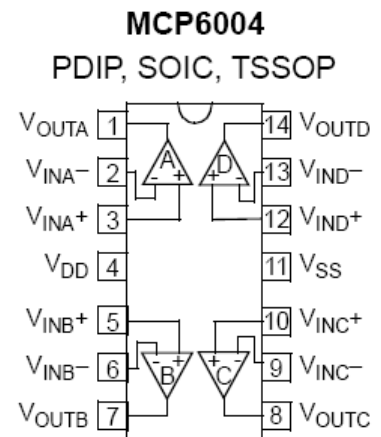 MCP6004
PDIP, SOIC, TSSOP
VOUTA 1 14 VOUTD
A D
VINA– 2 - + + - 13 VIND–
VINA+ 3 12 VIND+
VDD 4 11 VSS
VINB+ 5 10 VINC+
VINB– 6 - + + - 9 VINC–
B C
VOUTB 7 8 VOUTC